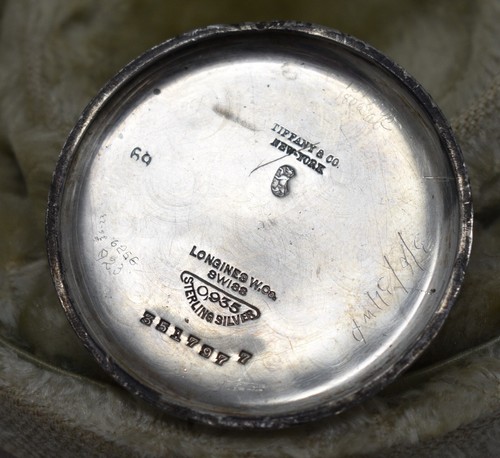 TIFFANY & CO.
NEW-YORK
69
LONGINES W. Co.
SWISS
0,935
STERLING SILVER
3517977